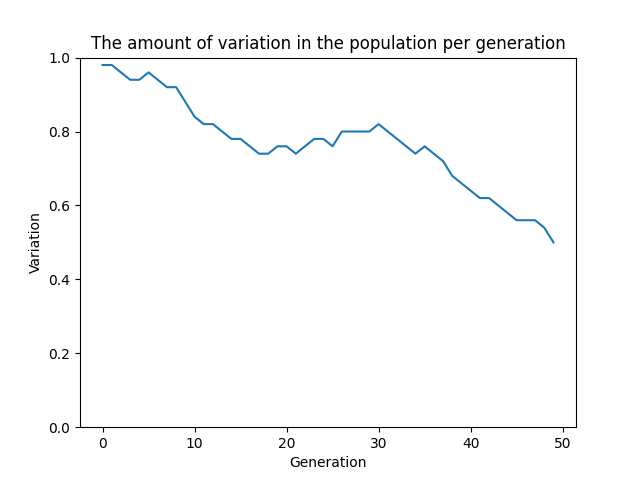 The amount of variation in the population per generation
1.0
0.8
0.6
0.4
0.2
0.0
Variation
0 10 20 30 40 50
Generation